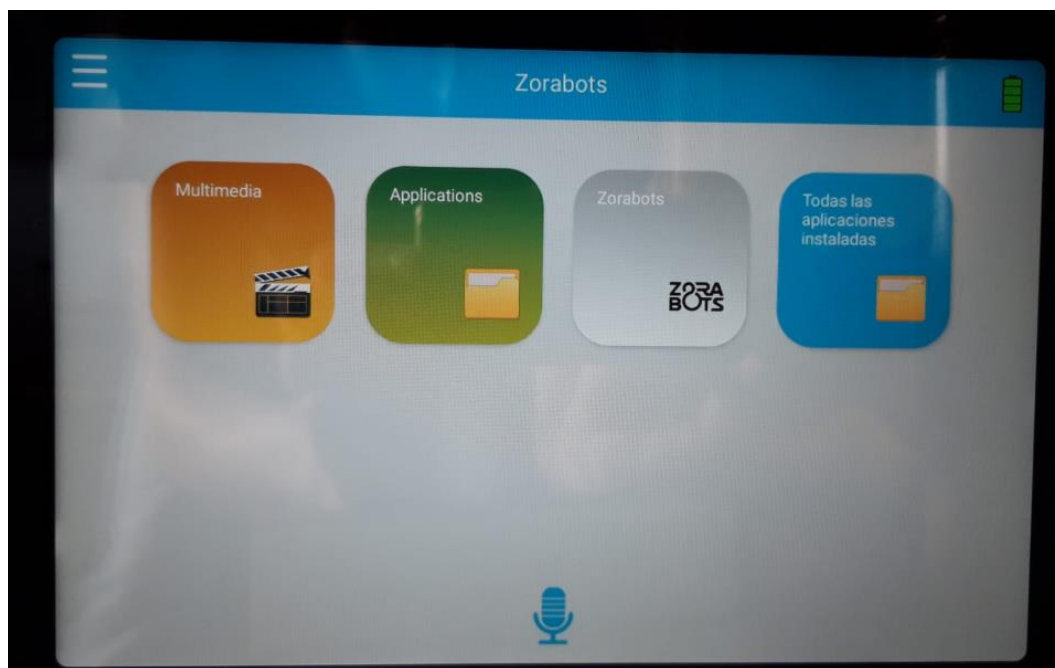 Zorabots
Multimedia
Applications
Zorabots
ZORA
BOTS
Todas las
aplicaciones
instaladas